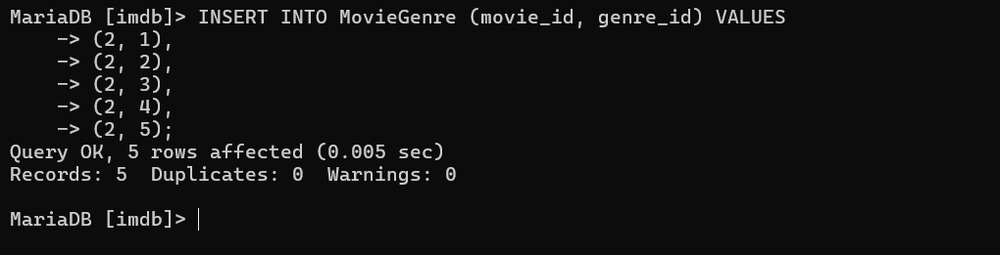 MariaDB [imdb]> INSERT INTO MovieGenre (movie_id, genre_id) VALUES
    -> (2, 1),
    -> (2, 2),
    -> (2, 3),
    -> (2, 4),
    -> (2, 5);
Query OK, 5 rows affected (0.005 sec)
Records: 5  Duplicates: 0  Warnings: 0

MariaDB [imdb]>